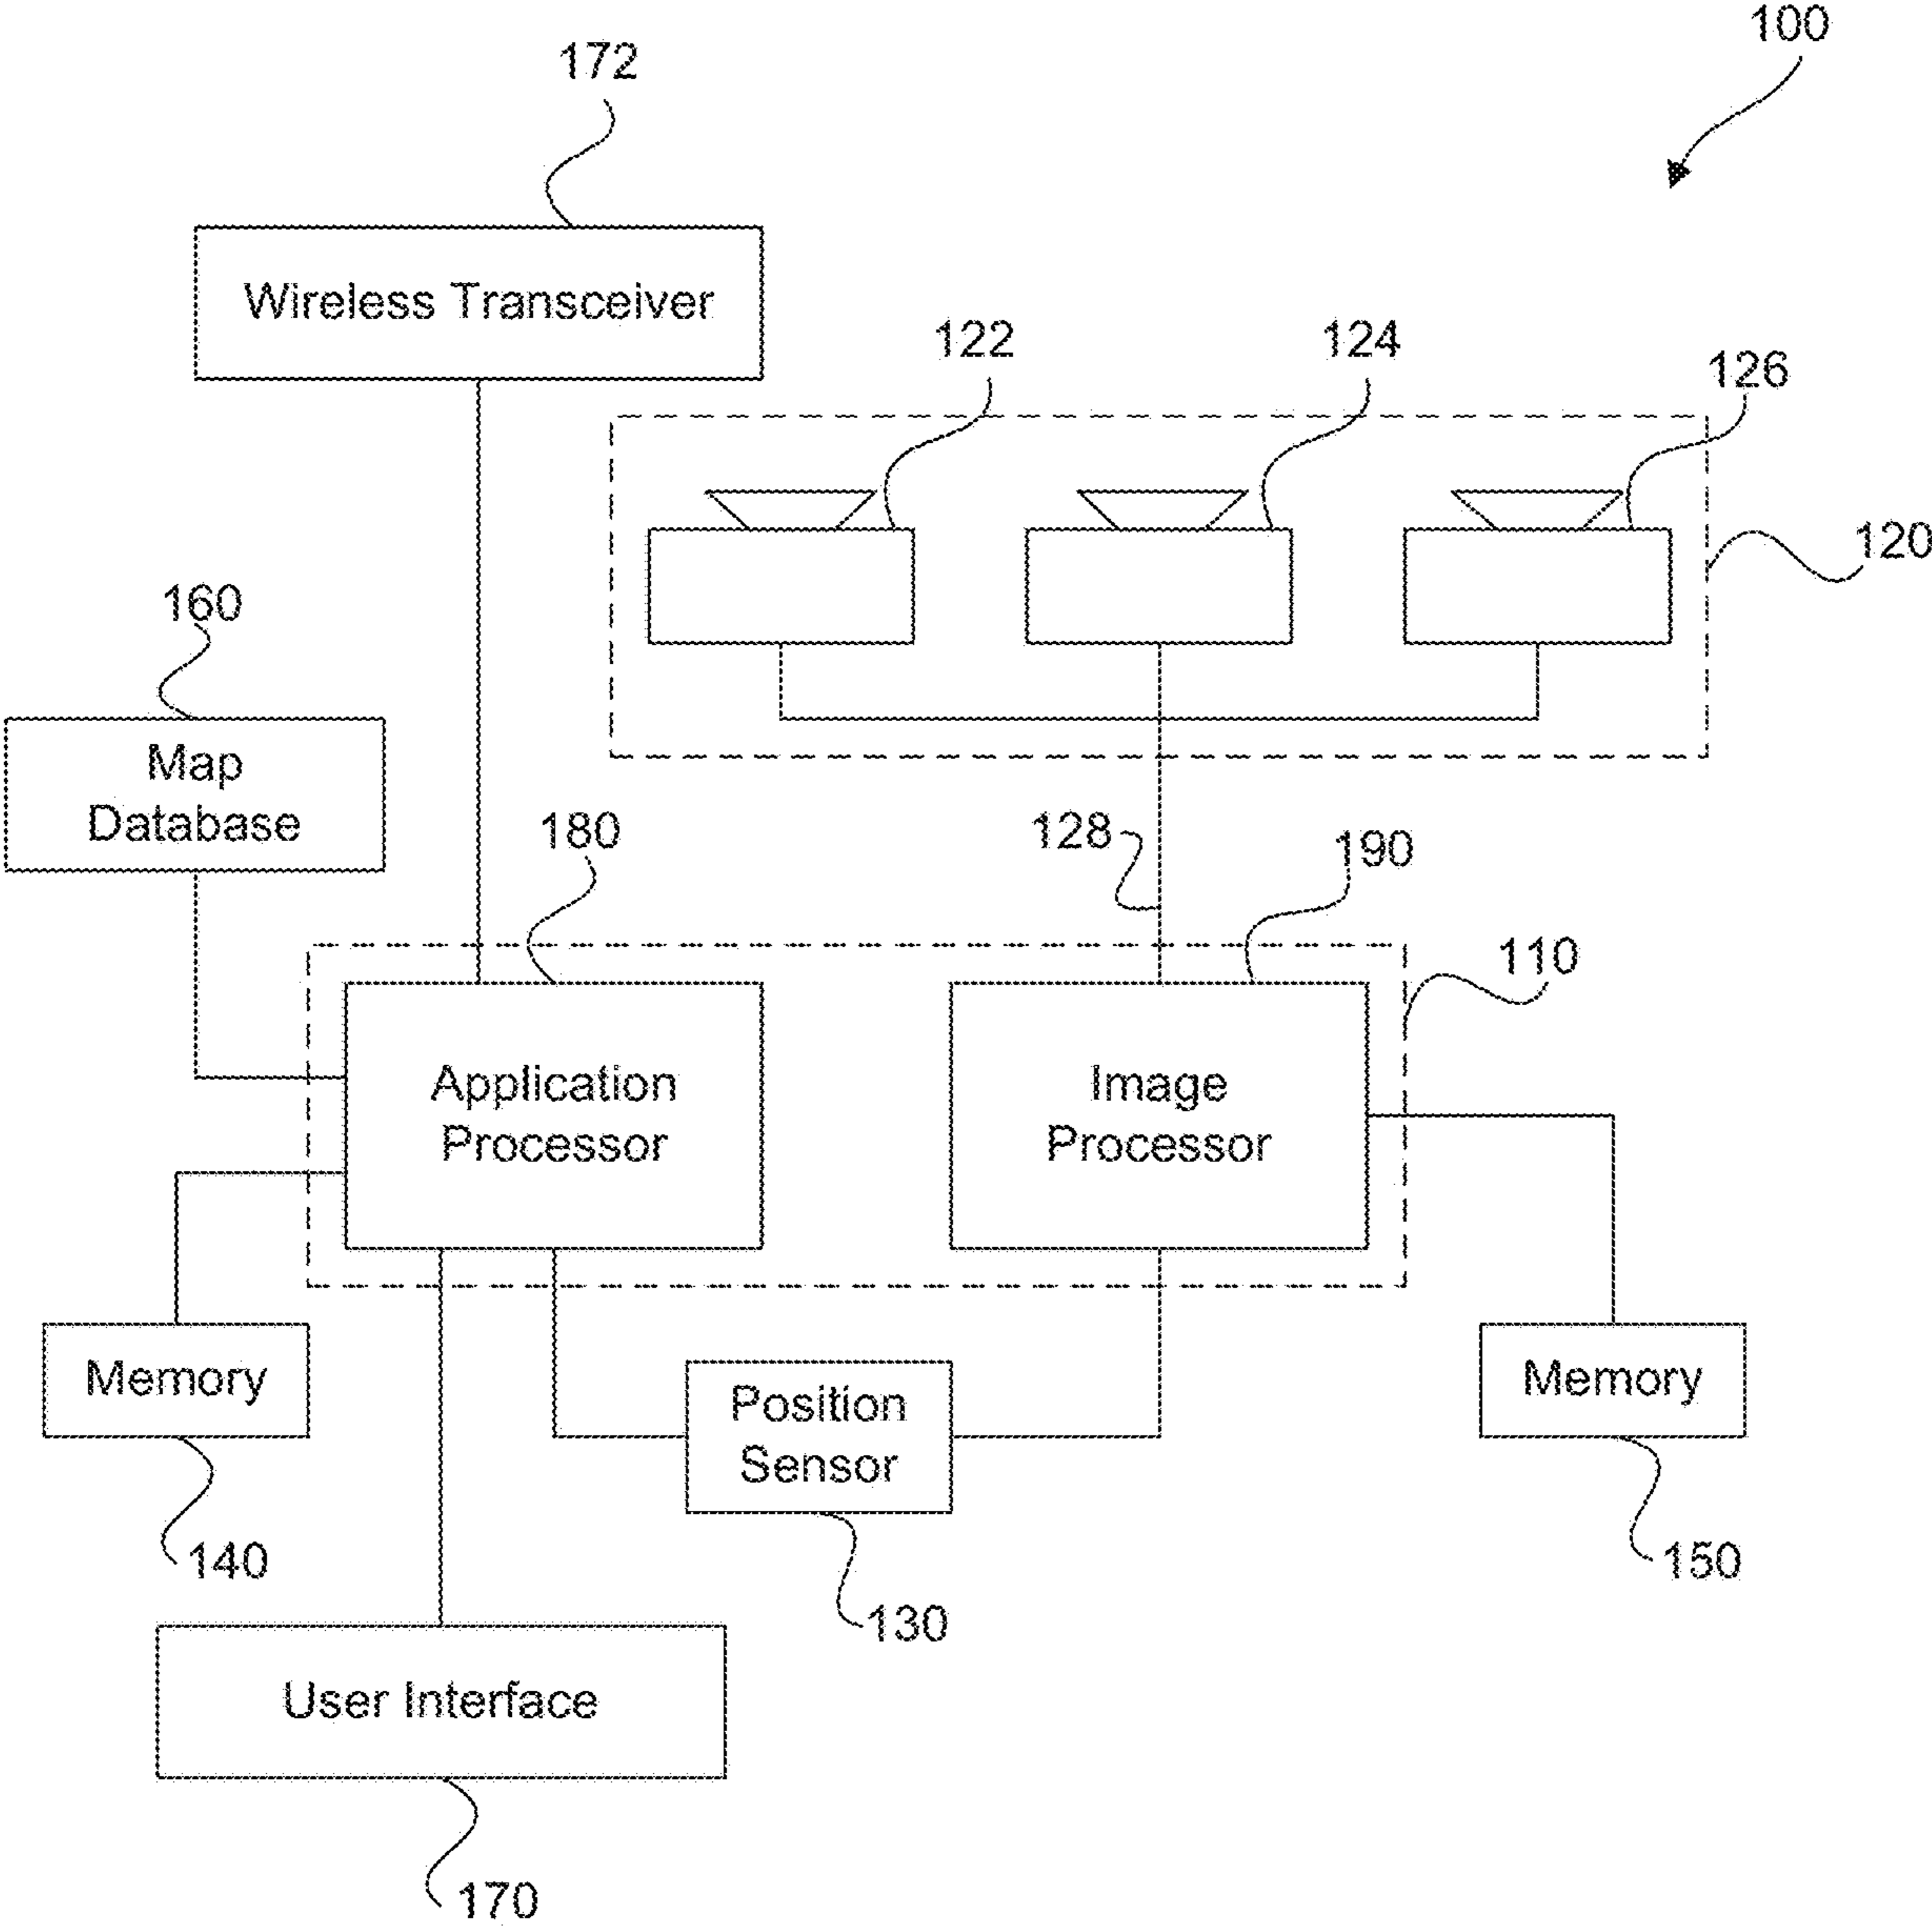 100
172
Wireless Transceiver
122
124
126
120
160
Map
Database
180
128
190
110
Application
Processor
Image
Processor
Memory
Position
Sensor
Memory
140
130
150
User Interface
170